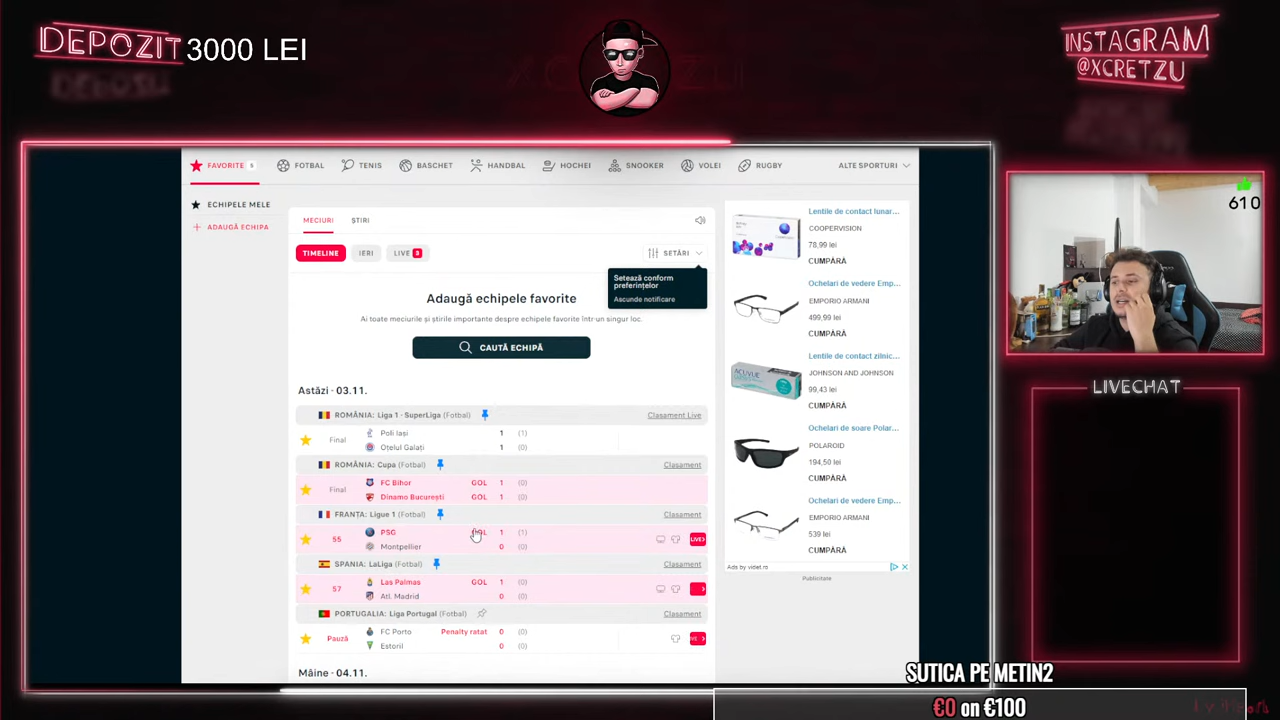 DEPOZIT 3000 LEI
INSTAGRAM
@XCRETZU
FAVORITE 5
FOTBAL
TENIS
BASCHET
HANDBAL
HOCHEI
SNOOKER
VOLEI
RUGBY
ALTE SPORTURI
ECHIPELE MELE
ADAUGĂ ECHIPA
MECIURI
ȘTIRI
TIMELINE
IERI
LIVE 3
SETĂRI
Setează conform
preferințelor
Ascunde notificare
Adaugă echipele favorite
Ai toate meciurile și știrile importante despre echipele favorite într-un singur loc.
CAUTĂ ECHIPĂ
Astăzi - 03.11.
ROMÂNIA: Liga 1 - SuperLiga (Fotbal) Clasament Live
Final
Poli Iași 1 (1)
Oțelul Galați 1 (0)
ROMÂNIA: Cupa (Fotbal) Clasament
Final
FC Bihor GOL 1 (0)
Dinamo București GOL 1 (0)
FRANȚA: Ligue 1 (Fotbal) Clasament
55
PSG 1 (1)
Montpellier 0 (0)
LIVE
SPANIA: LaLiga (Fotbal) Clasament
57
Las Palmas GOL 1 (0)
Atl. Madrid 0 (0)
PORTUGALIA: Liga Portugal (Fotbal) Clasament
Pauză
FC Porto Penalty ratat 0 (0)
Estoril 0 (0)
Mâine - 04.11.
Lentile de contact lunar...
COOPERVISION
78,99 lei
CUMPĂRĂ
Ochelari de vedere Emp...
EMPORIO ARMANI
499,99 lei
CUMPĂRĂ
Lentile de contact zilnic...
JOHNSON AND JOHNSON
99,43 lei
CUMPĂRĂ
Ochelari de soare Polar...
POLAROID
194,50 lei
CUMPĂRĂ
Ochelari de vedere Emp...
EMPORIO ARMANI
539 lei
CUMPĂRĂ
Ads by videt.ro
Publicitate
610
LIVECHAT
SUTICA PE METIN2
€0 on €100